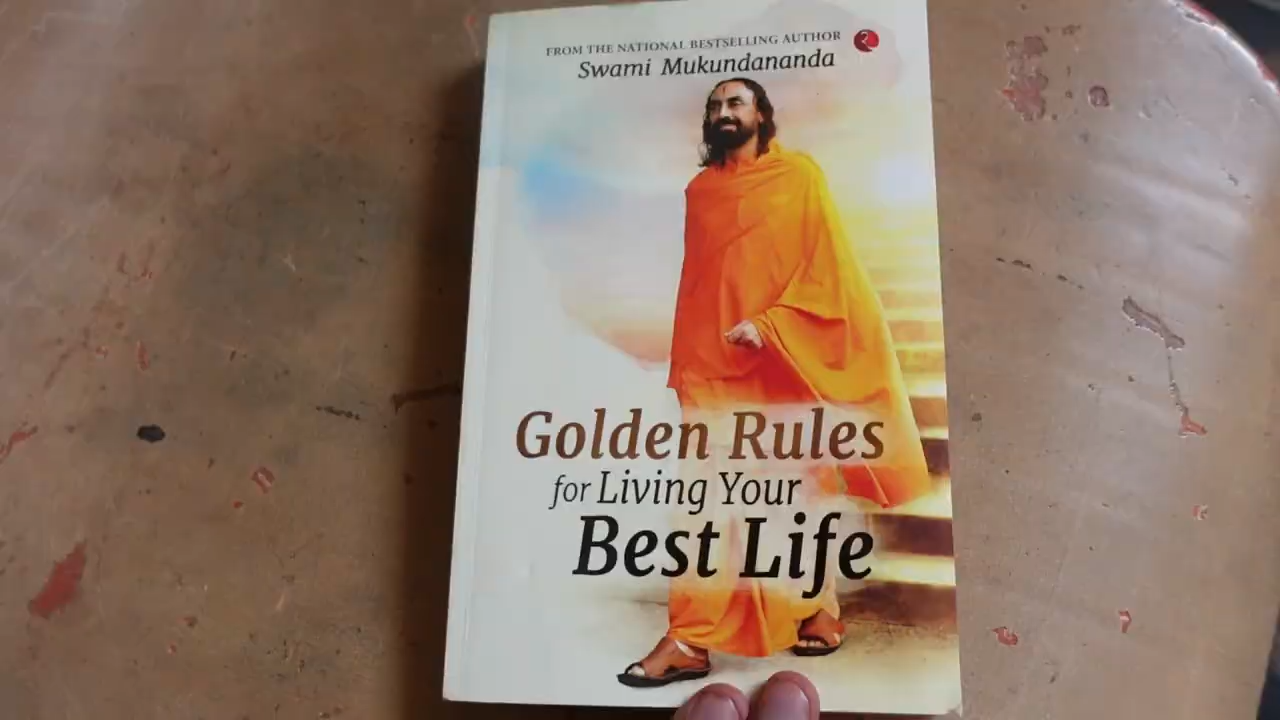 FROM THE NATIONAL BESTSELLING AUTHOR
Swami Mukundananda
Golden Rules
for Living Your
Best Life